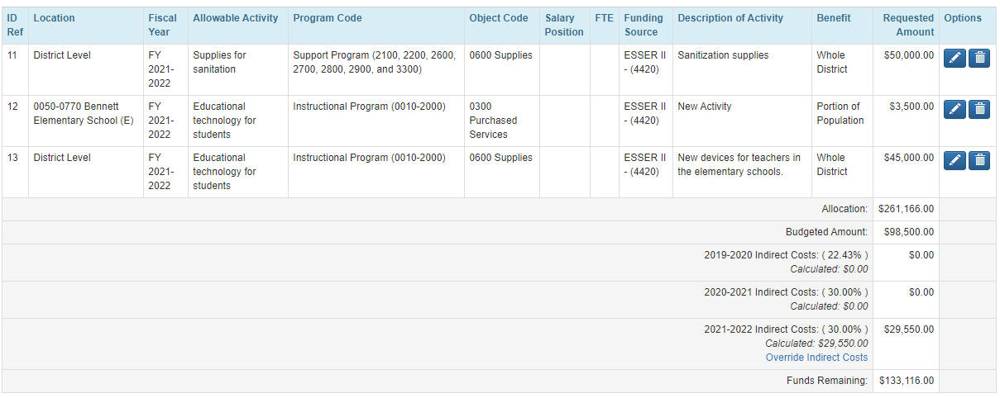 ID Ref Location Fiscal Year Allowable Activity Program Code Object Code Salary Position FTE Funding Source Description of Activity Benefit Requested Amount Options
11 District Level FY 2021-2022 Supplies for sanitation Support Program (2100, 2200, 2600, 2700, 2800, 2900, and 3300) 0600 Supplies ESSER II - (4420) Sanitization supplies Whole District $50,000.00
12 0050-0770 Bennett Elementary School (E) FY 2021-2022 Educational technology for students Instructional Program (0010-2000) 0300 Purchased Services ESSER II - (4420) New Activity Portion of Population $3,500.00
13 District Level FY 2021-2022 Educational technology for students Instructional Program (0010-2000) 0600 Supplies ESSER II - (4420) New devices for teachers in the elementary schools. Whole District $45,000.00
Allocation: $261,166.00
Budgeted Amount: $98,500.00
2019-2020 Indirect Costs: ( 22.43% ) $0.00
Calculated: $0.00
2020-2021 Indirect Costs: ( 30.00% ) $0.00
Calculated: $0.00
2021-2022 Indirect Costs: ( 30.00% ) $29,550.00
Calculated: $29,550.00
Override Indirect Costs
Funds Remaining: $133,116.00